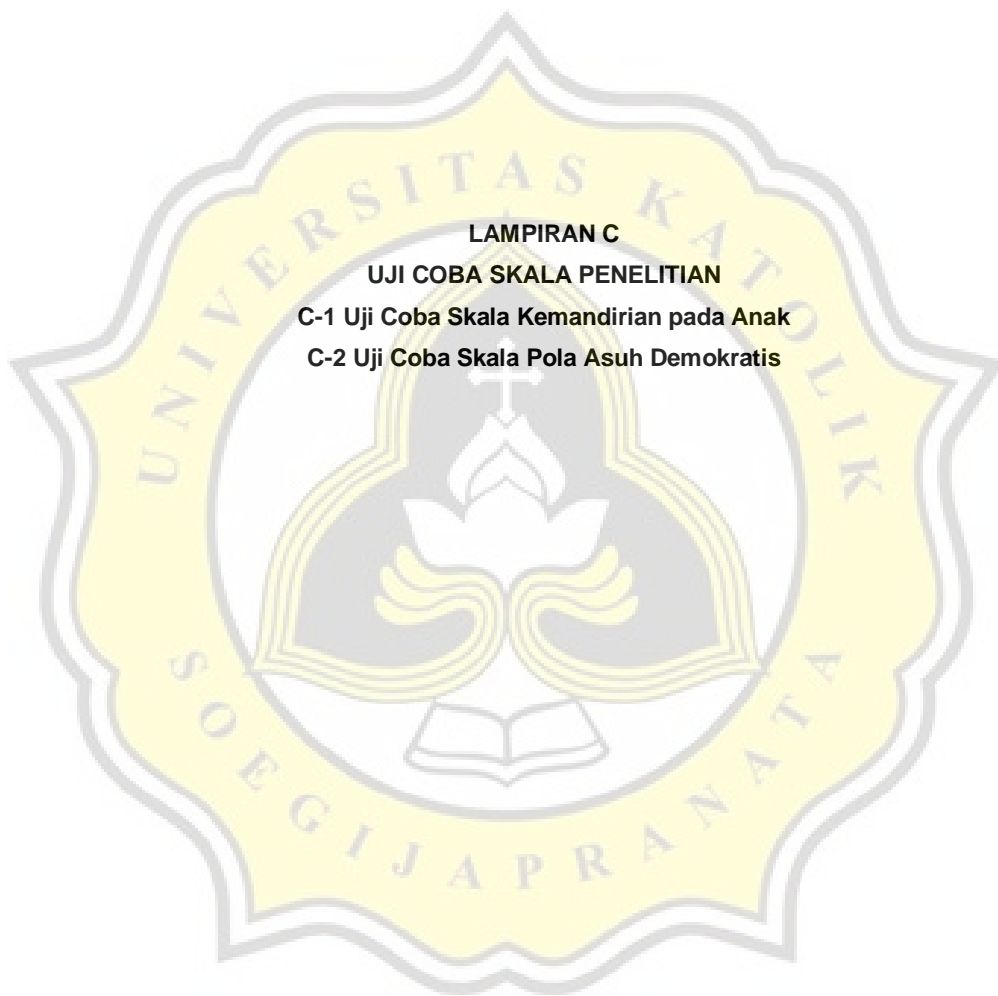 UNIVERSITAS KATOLIK
LAMPIRAN C
UJI COBA SKALA PENELITIAN
C-1 Uji Coba Skala Kemandirian pada Anak
C-2 Uji Coba Skala Pola Asuh Demokratis
SOEGIJAPRANATA